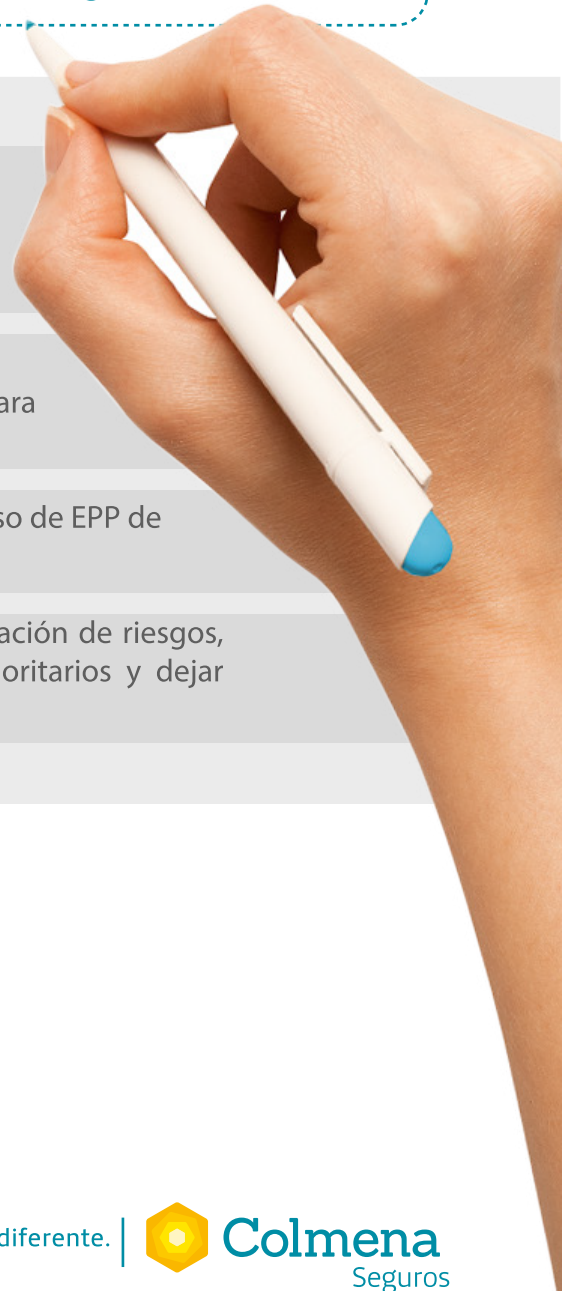 ara
so de EPP de
ación de riesgos,
oritarios y dejar
diferente. | Colmena
Seguros